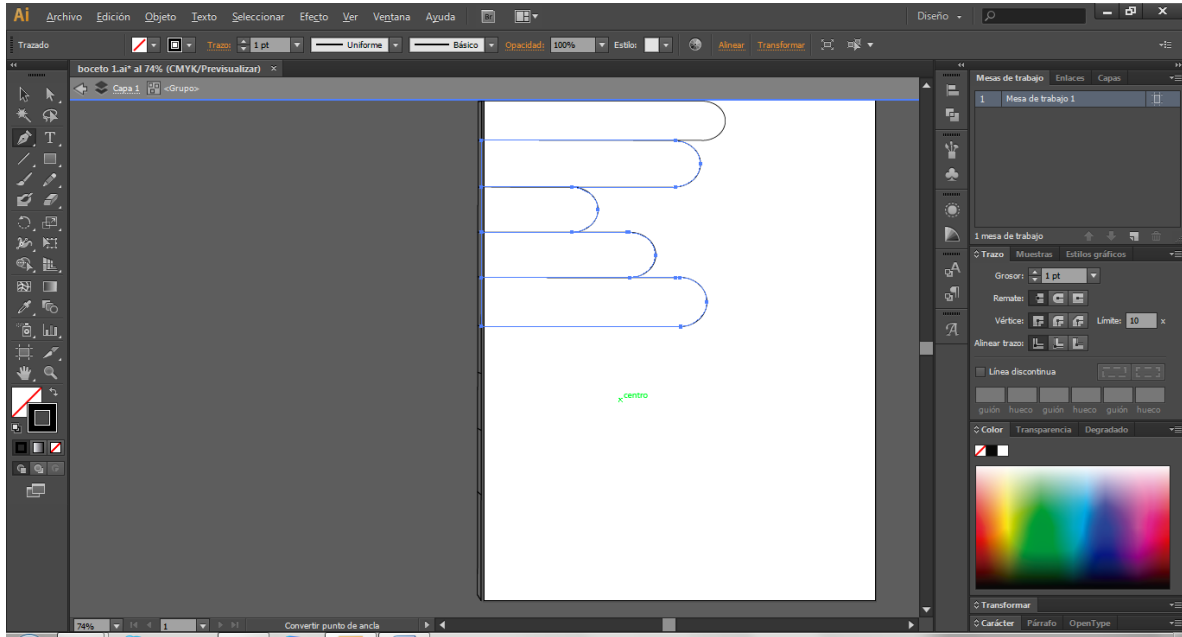 Ai Archivo Edición Objeto Texto Seleccionar Efecto Ver Ventana Ayuda Br Diseño
Trazado Trazo: 1 pt Uniforme Básico Opacidad: 100% Estilo: Alinear Transformar
boceto 1.ai* al 74% (CMYK/Previsualizar) ×
Capa 1 <Grupo>
centro
74% 1 Convertir punto de ancla
Mesas de trabajo Enlaces Capas
1 Mesa de trabajo 1
1 mesa de trabajo
Trazo Muestras Estilos gráficos
Grosor: 1 pt
Remate:
Vértice: Límite: 10 x
Alinear trazo:
Línea discontinua
guión hueco guión hueco guión hueco
Color Transparencia Degradado
Transformar
Carácter Párrafo OpenType